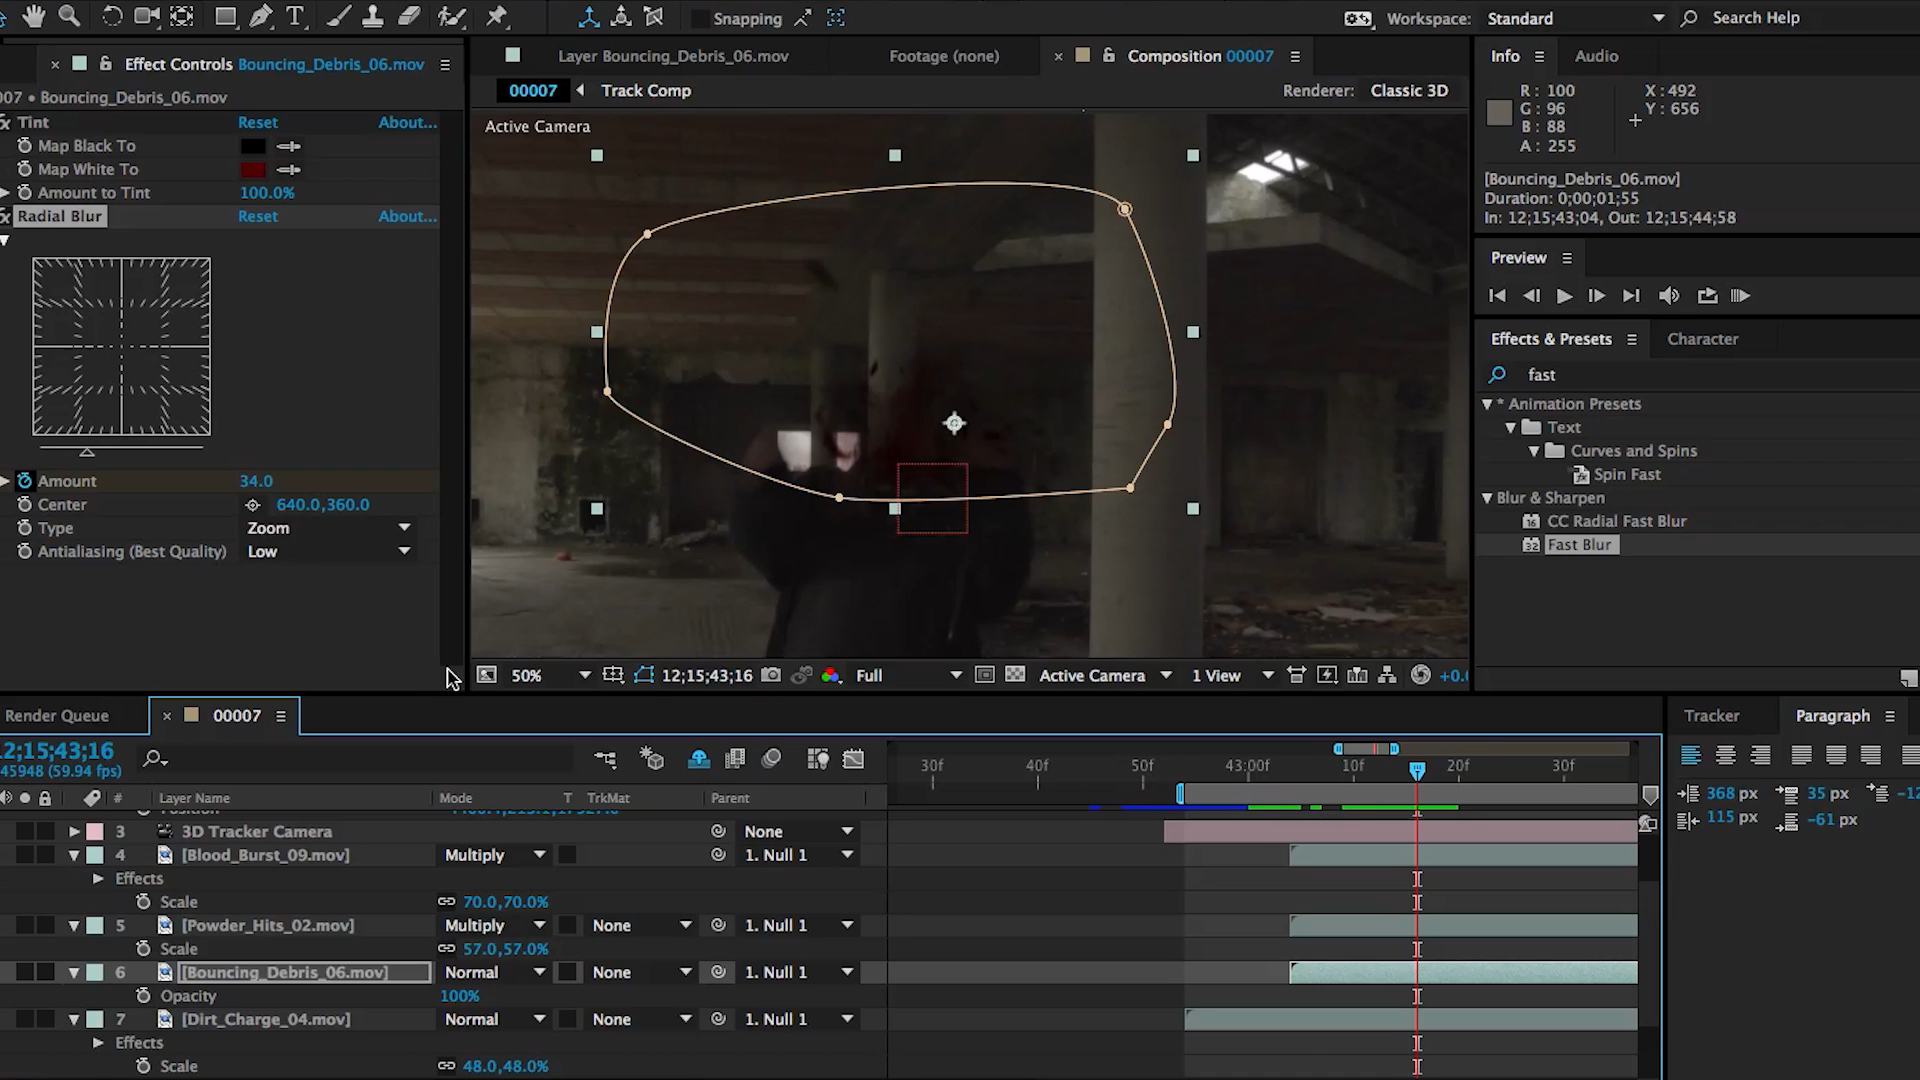 Snapping
Workspace: Standard
Search Help
Effect Controls Bouncing_Debris_06.mov
007 • Bouncing_Debris_06.mov
Tint Reset About...
Map Black To
Map White To
Amount to Tint 100.0%
Radial Blur Reset About...
Amount 34.0
Center 640.0,360.0
Type Zoom
Antialiasing (Best Quality) Low
Layer Bouncing_Debris_06.mov
Footage (none)
Composition 00007
00007 Track Comp
Renderer: Classic 3D
Active Camera
50% 12;15;43;16 Full Active Camera 1 View +0.0
Info Audio
R : 100 X : 492
G : 96 Y : 656
B : 88
A : 255
[Bouncing_Debris_06.mov]
Duration: 0;00;01;55
In: 12;15;43;04, Out: 12;15;44;58
Preview
Effects & Presets Character
fast
* Animation Presets
Text
Curves and Spins
Spin Fast
Blur & Sharpen
16 CC Radial Fast Blur
32 Fast Blur
Render Queue
00007
12;15;43;16
45948 (59.94 fps)
30f 40f 50f 43:00f 10f 20f 30f
# Layer Name Mode T TrkMat Parent
3 3D Tracker Camera None
4 [Blood_Burst_09.mov] Multiply 1. Null 1
Effects
Scale 70.0,70.0%
5 [Powder_Hits_02.mov] Multiply None 1. Null 1
Scale 57.0,57.0%
6 [Bouncing_Debris_06.mov] Normal None 1. Null 1
Opacity 100%
7 [Dirt_Charge_04.mov] Normal None 1. Null 1
Effects
Scale 48.0,48.0%
Tracker Paragraph
368 px 35 px -12
115 px -61 px